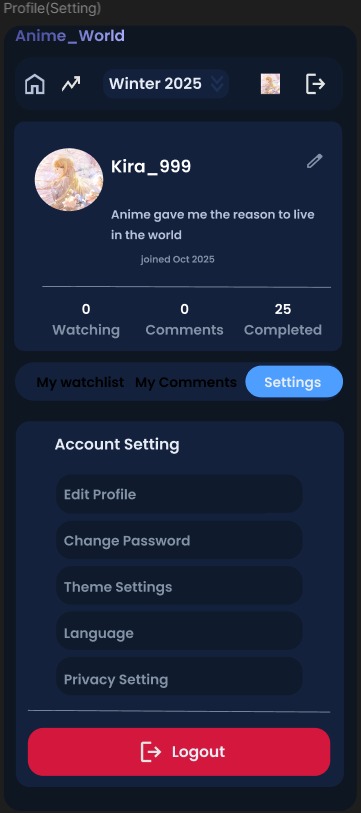 Profile(Setting)
Anime_World
Winter 2025
Kira_999
Anime gave me the reason to live
in the world
joined Oct 2025
0 0 25
Watching Comments Completed
My watchlist My Comments Settings
Account Setting
Edit Profile
Change Password
Theme Settings
Language
Privacy Setting
Logout